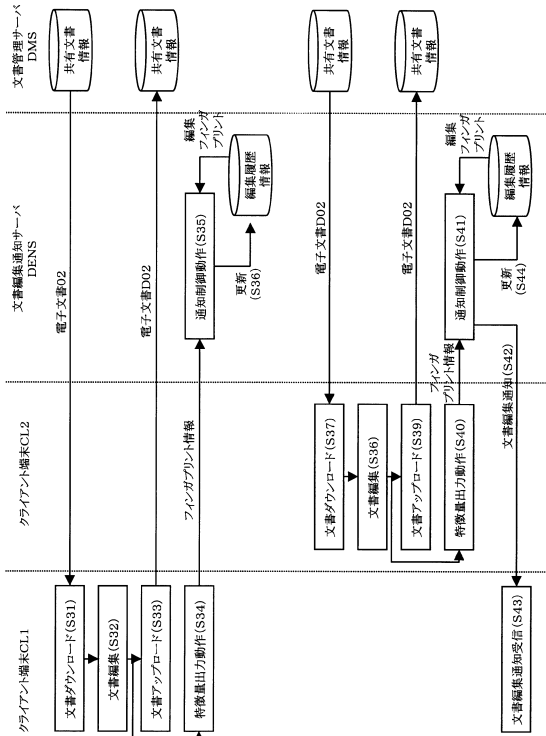 クライアント端末CL1
クライアント端末CL2
文書編集通知サーバ
DENS
文書管理サーバ
DMS
文書ダウンロード(S31)
電子文書02
共有文書
情報
文書編集(S32)
文書アップロード(S33)
電子文書D02
共有文書
情報
特徴量出力動作(S34)
フィンガプリント情報
通知制御動作(S35)
編集
フィンガ
プリント
更新
(S36)
編集履歴
情報
文書ダウンロード(S37)
電子文書D02
共有文書
情報
文書編集(S36)
文書アップロード(S39)
電子文書D02
共有文書
情報
特徴量出力動作(S40)
フィンガ
プリント情報
通知制御動作(S41)
編集
フィンガ
プリント
更新
(S44)
編集履歴
情報
文書編集通知(S42)
文書編集通知受信(S43)